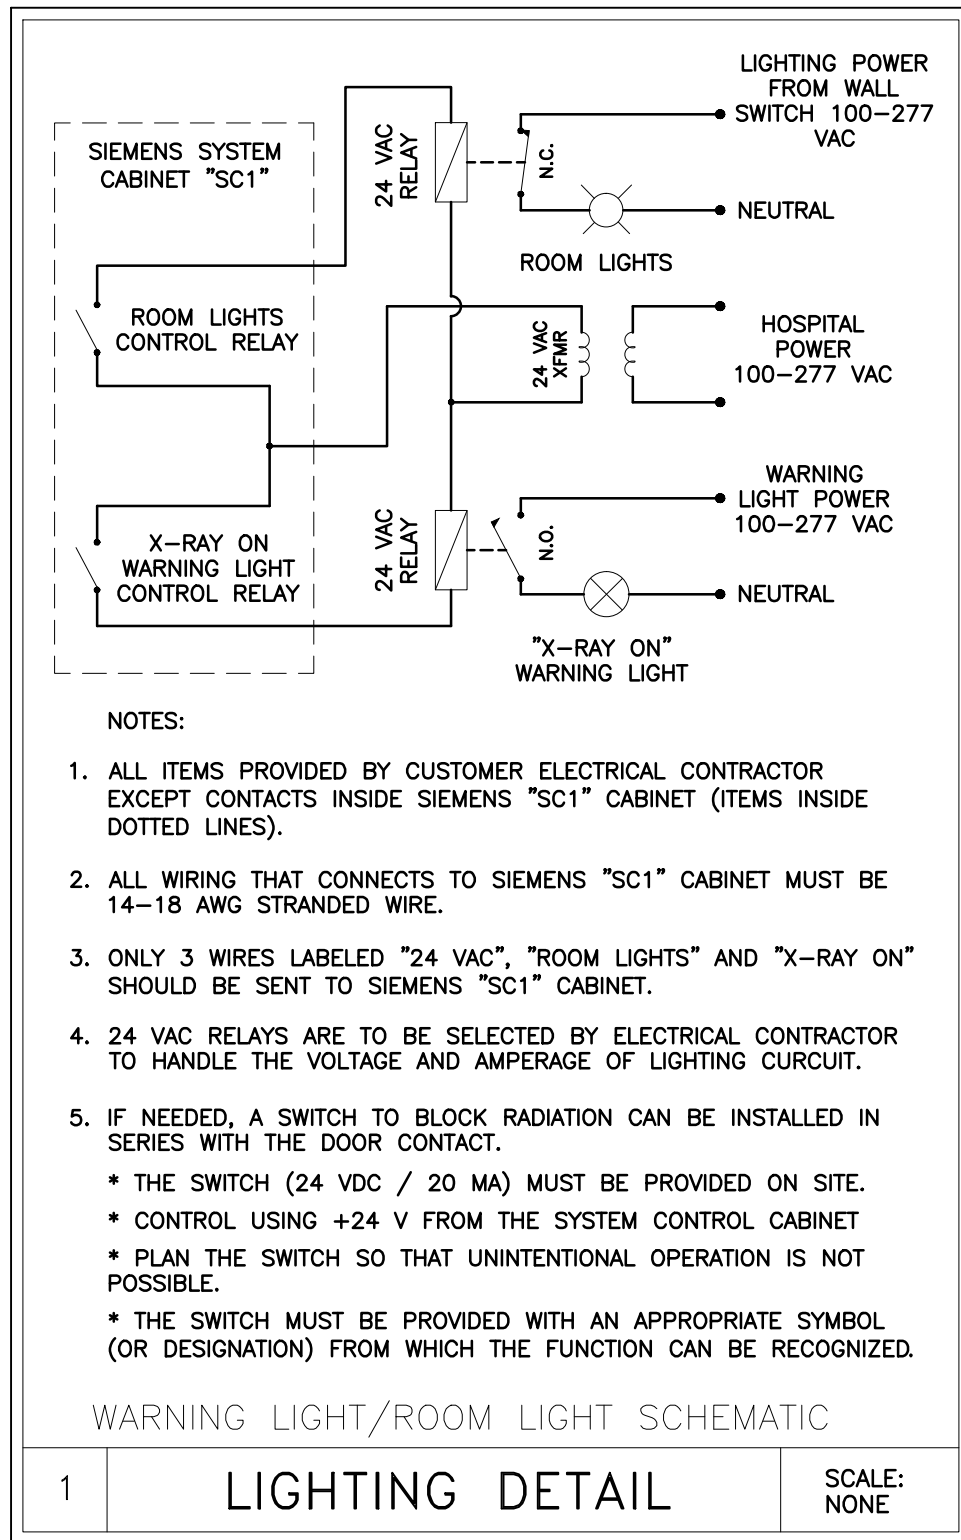 LIGHTING POWER
FROM WALL
SWITCH 100-277
VAC
SIEMENS SYSTEM
CABINET "SC1"
24 VAC
RELAY
N.C.
NEUTRAL
ROOM LIGHTS
ROOM LIGHTS
CONTROL RELAY
24 VAC
XFMR
HOSPITAL
POWER
100-277 VAC
WARNING
LIGHT POWER
100-277 VAC
24 VAC
RELAY
N.O.
X-RAY ON
WARNING LIGHT
CONTROL RELAY
NEUTRAL
"X-RAY ON"
WARNING LIGHT
NOTES:
1. ALL ITEMS PROVIDED BY CUSTOMER ELECTRICAL CONTRACTOR
EXCEPT CONTACTS INSIDE SIEMENS "SC1" CABINET (ITEMS INSIDE
DOTTED LINES).
2. ALL WIRING THAT CONNECTS TO SIEMENS "SC1" CABINET MUST BE
14-18 AWG STRANDED WIRE.
3. ONLY 3 WIRES LABELED "24 VAC", "ROOM LIGHTS" AND "X-RAY ON"
SHOULD BE SENT TO SIEMENS "SC1" CABINET.
4. 24 VAC RELAYS ARE TO BE SELECTED BY ELECTRICAL CONTRACTOR
TO HANDLE THE VOLTAGE AND AMPERAGE OF LIGHTING CURCUIT.
5. IF NEEDED, A SWITCH TO BLOCK RADIATION CAN BE INSTALLED IN
SERIES WITH THE DOOR CONTACT.
* THE SWITCH (24 VDC / 20 MA) MUST BE PROVIDED ON SITE.
* CONTROL USING +24 V FROM THE SYSTEM CONTROL CABINET
* PLAN THE SWITCH SO THAT UNINTENTIONAL OPERATION IS NOT
POSSIBLE.
* THE SWITCH MUST BE PROVIDED WITH AN APPROPRIATE SYMBOL
(OR DESIGNATION) FROM WHICH THE FUNCTION CAN BE RECOGNIZED.
WARNING LIGHT/ROOM LIGHT SCHEMATIC
1
LIGHTING DETAIL
SCALE:
NONE